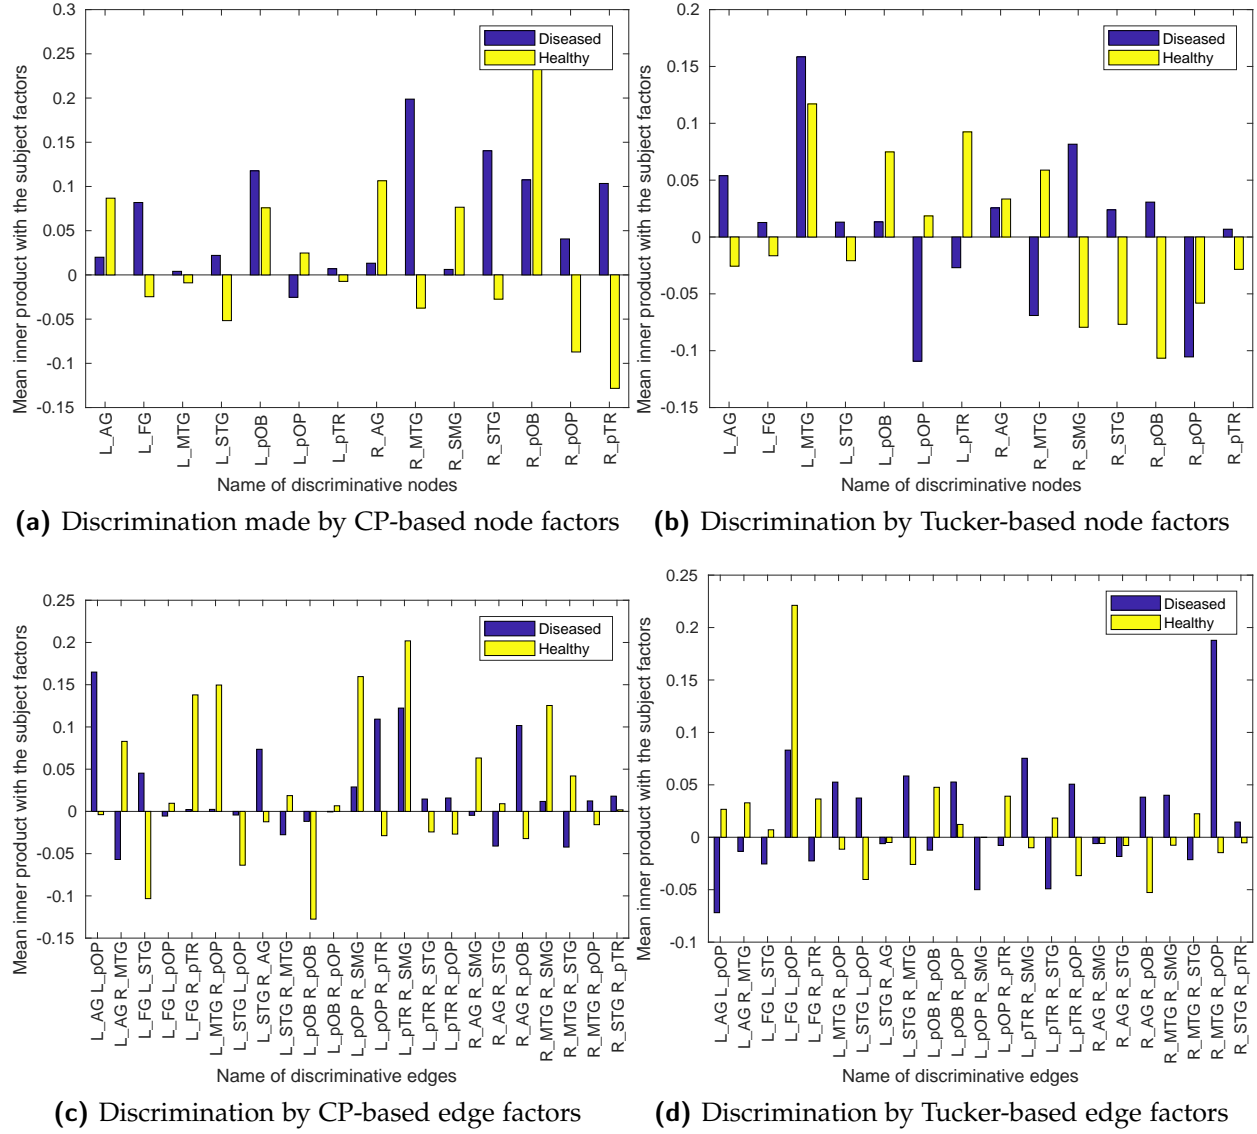 0.3
0.25
0.2
0.15
0.1
0.05
0
-0.05
-0.1
-0.15
Mean inner product with the subject factors
Diseased
Healthy
L_AG
L_FG
L_MTG
L_STG
L_pOB
L_pOP
L_pTR
R_AG
R_MTG
R_SMG
R_STG
R_pOB
R_pOP
R_pTR
Name of discriminative nodes
(a) Discrimination made by CP-based node factors
0.2
0.15
0.1
0.05
0
-0.05
-0.1
-0.15
Mean inner product with the subject factors
Diseased
Healthy
L_AG
L_FG
L_MTG
L_STG
L_pOB
L_pOP
L_pTR
R_AG
R_MTG
R_SMG
R_STG
R_pOB
R_pOP
R_pTR
Name of discriminative nodes
(b) Discrimination by Tucker-based node factors
0.25
0.2
0.15
0.1
0.05
0
-0.05
-0.1
-0.15
Mean inner product with the subject factors
Diseased
Healthy
L_AG L_pOP
L_AG R_MTG
L_FG L_STG
L_FG L_pOP
L_FG R_pTR
L_MTG R_pOP
L_STG L_pOP
L_STG R_AG
L_STG R_MTG
L_pOB R_pOB
L_pOB R_pOP
L_pOP R_SMG
L_pOP R_pTR
L_pTR R_SMG
L_pTR R_STG
L_pTR R_pOP
R_AG R_SMG
R_AG R_STG
R_AG R_pOB
R_MTG R_SMG
R_MTG R_STG
R_MTG R_pOP
R_STG R_pTR
Name of discriminative edges
(c) Discrimination by CP-based edge factors
0.25
0.2
0.15
0.1
0.05
0
-0.05
-0.1
Mean inner product with the subject factors
Diseased
Healthy
L_AG L_pOP
L_AG R_MTG
L_FG L_STG
L_FG L_pOP
L_FG R_pTR
L_MTG R_pOP
L_STG L_pOP
L_STG R_AG
L_STG R_MTG
L_pOB R_pOB
L_pOB R_pOP
L_pOP R_SMG
L_pOP R_pTR
L_pTR R_SMG
L_pTR R_STG
L_pTR R_pOP
R_AG R_SMG
R_AG R_STG
R_AG R_pOB
R_MTG R_SMG
R_MTG R_STG
R_MTG R_pOP
R_STG R_pTR
Name of discriminative edges
(d) Discrimination by Tucker-based edge factors